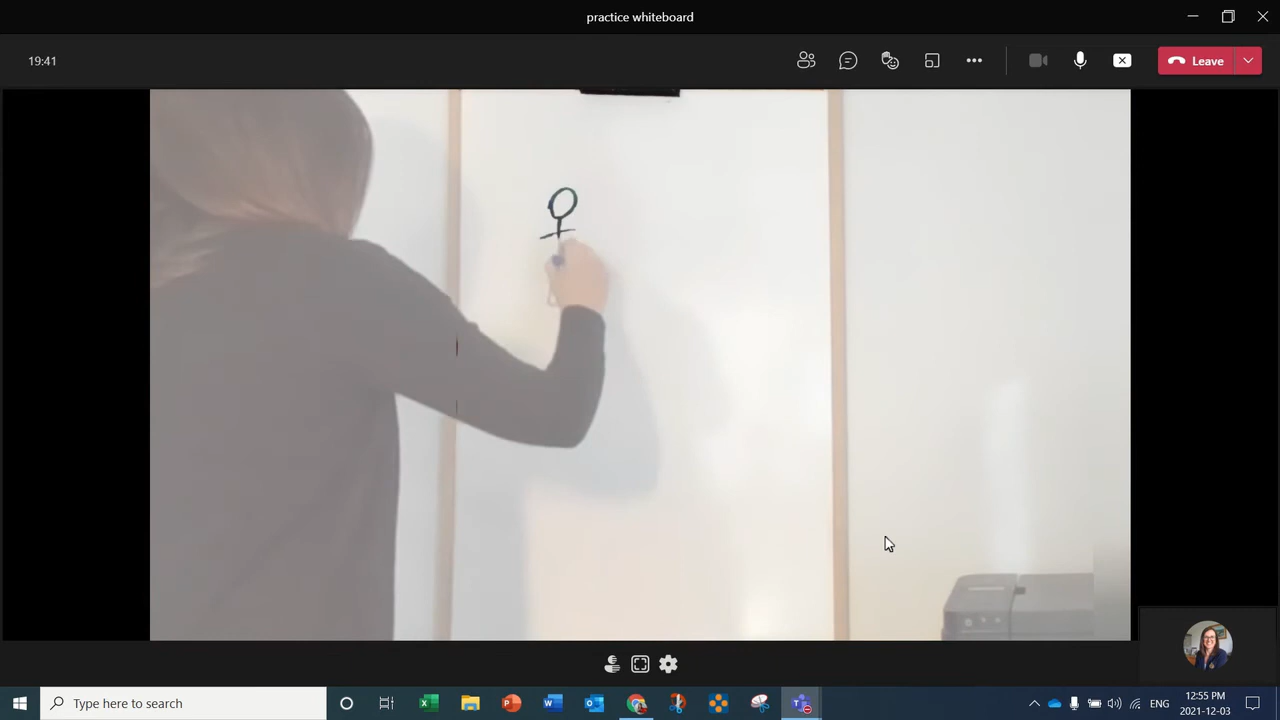 practice whiteboard
19:41
Leave
Type here to search
ENG
12:55 PM
2021-12-03